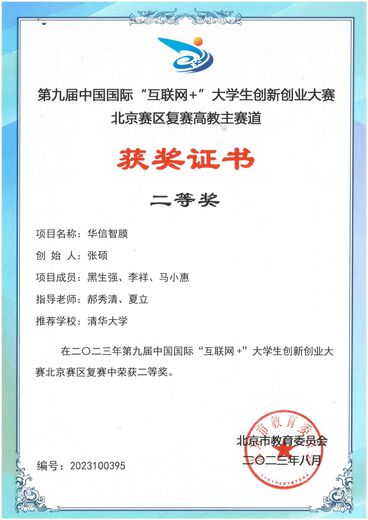 第九届中国国际“互联网+”大学生创新创业大赛
北京赛区复赛高教主赛道
获奖证书
二等奖
项目名称：华信智膜
创 始 人：张硕
项目成员：黑生强、李祥、马小惠
指导老师：郝秀清、夏立
推荐学校：清华大学
在二〇二三年第九届中国国际“互联网+”大学生创新创业大
赛北京赛区复赛中荣获二等奖。
北京市教育委员会
二〇二三年八月
编号：2023100395